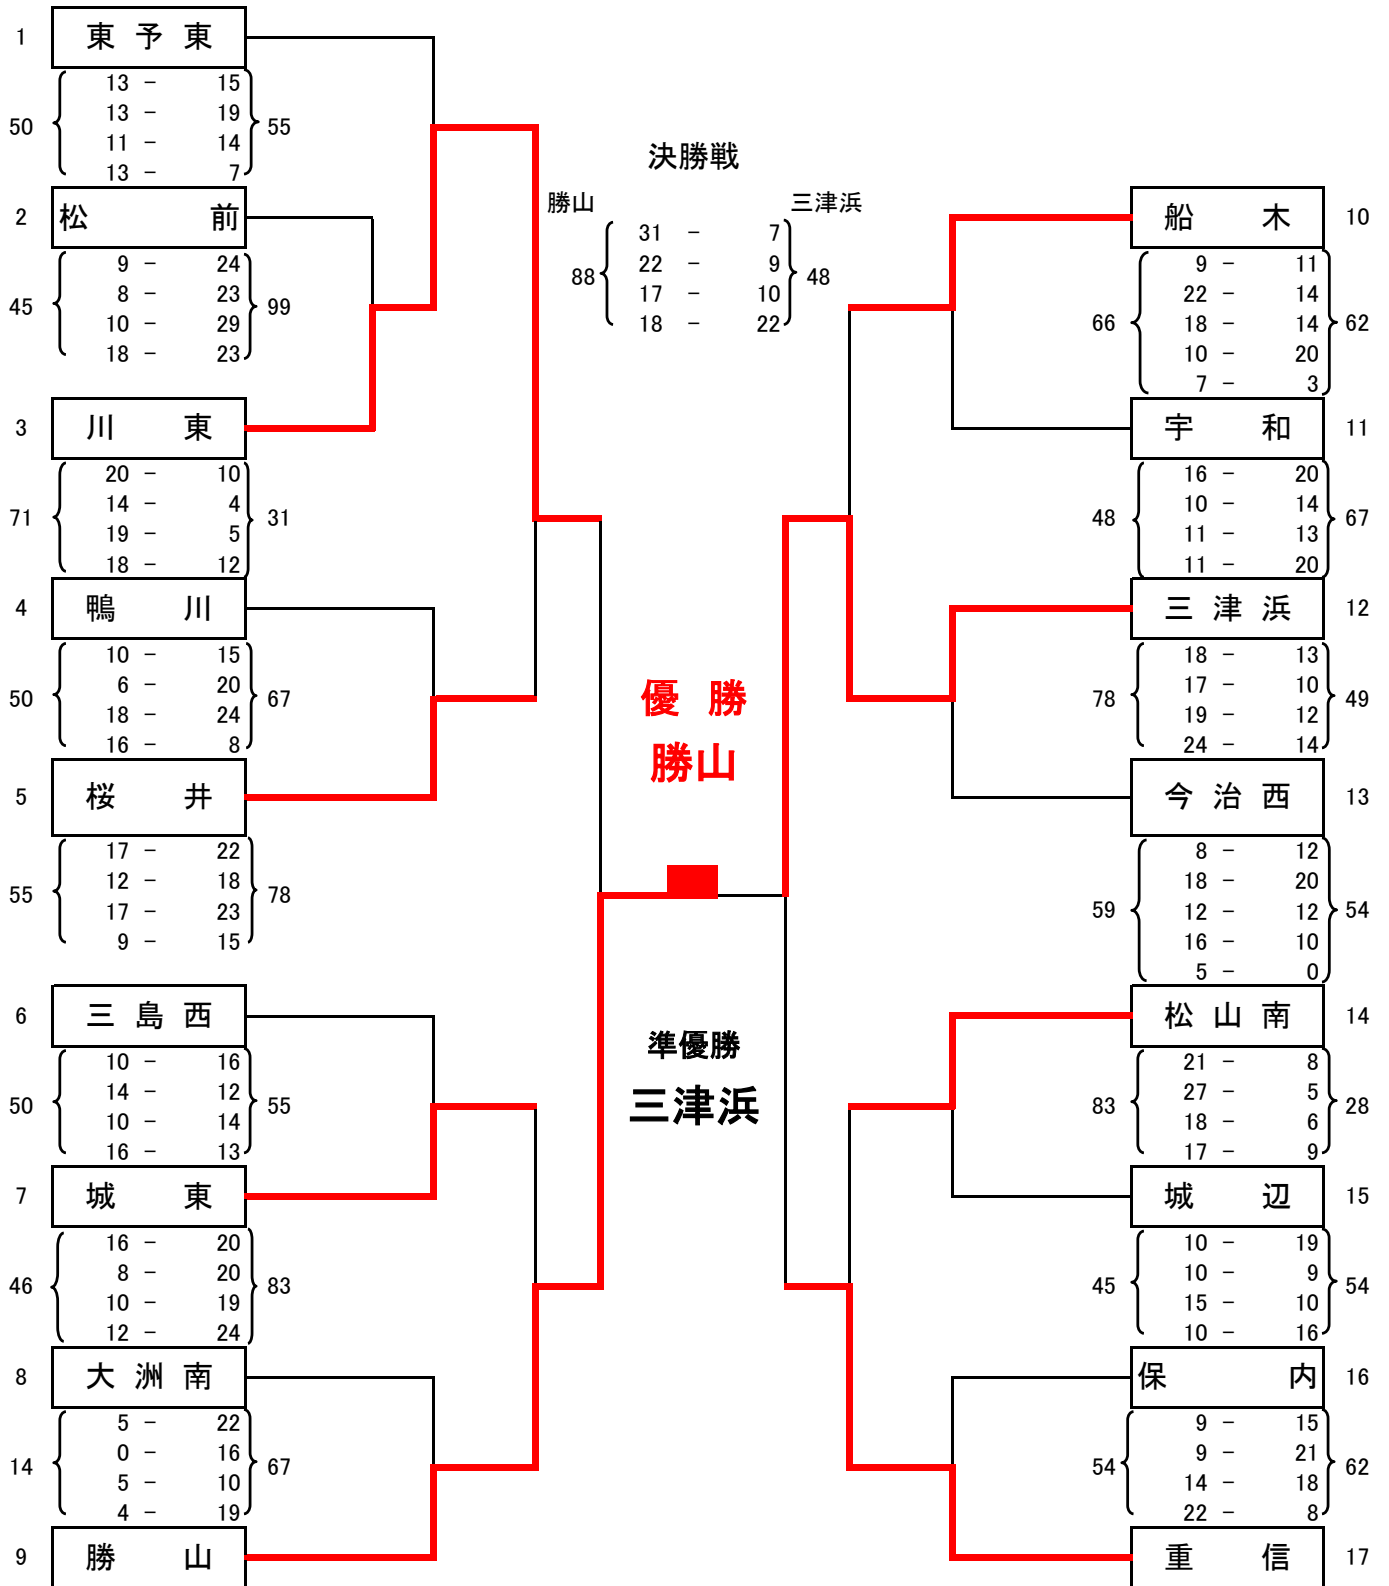 1 東予東
13 － 15
13 － 19
50 11 － 14 55
13 － 7
2 松前
9 － 24
8 － 23
45 10 － 29 99
18 － 23
3 川東
20 － 10
14 － 4
71 19 － 5 31
18 － 12
4 鴨川
10 － 15
6 － 20
50 18 － 24 67
16 － 8
5 桜井
17 － 22
12 － 18
55 17 － 23 78
9 － 15
6 三島西
10 － 16
14 － 12
50 10 － 14 55
16 － 13
7 城東
16 － 20
8 － 20
46 10 － 19 83
12 － 24
8 大洲南
5 － 22
0 － 16
14 5 － 10 67
4 － 19
9 勝山
決勝戦
勝山 三津浜
31 － 7
22 － 9
88 17 － 10 48
18 － 22
優勝
勝山
準優勝
三津浜
船木 10
9 － 11
22 － 14
66 18 － 14 62
10 － 20
7 － 3
宇和 11
16 － 20
10 － 14
48 11 － 13 67
11 － 20
三津浜 12
18 － 13
17 － 10
78 19 － 12 49
24 － 14
今治西 13
8 － 12
18 － 20
59 12 － 12 54
16 － 10
5 － 0
松山南 14
21 － 8
27 － 5
83 18 － 6 28
17 － 9
城辺 15
10 － 19
10 － 9
45 15 － 10 54
10 － 16
保内 16
9 － 15
9 － 21
54 14 － 18 62
22 － 8
重信 17